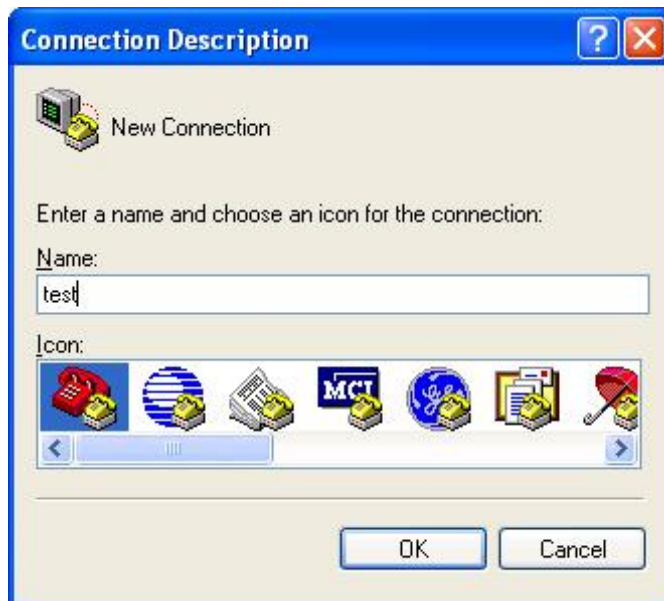 Connection Description
New Connection
Enter a name and choose an icon for the connection:
Name:
test
Icon:
MCI
OK
Cancel